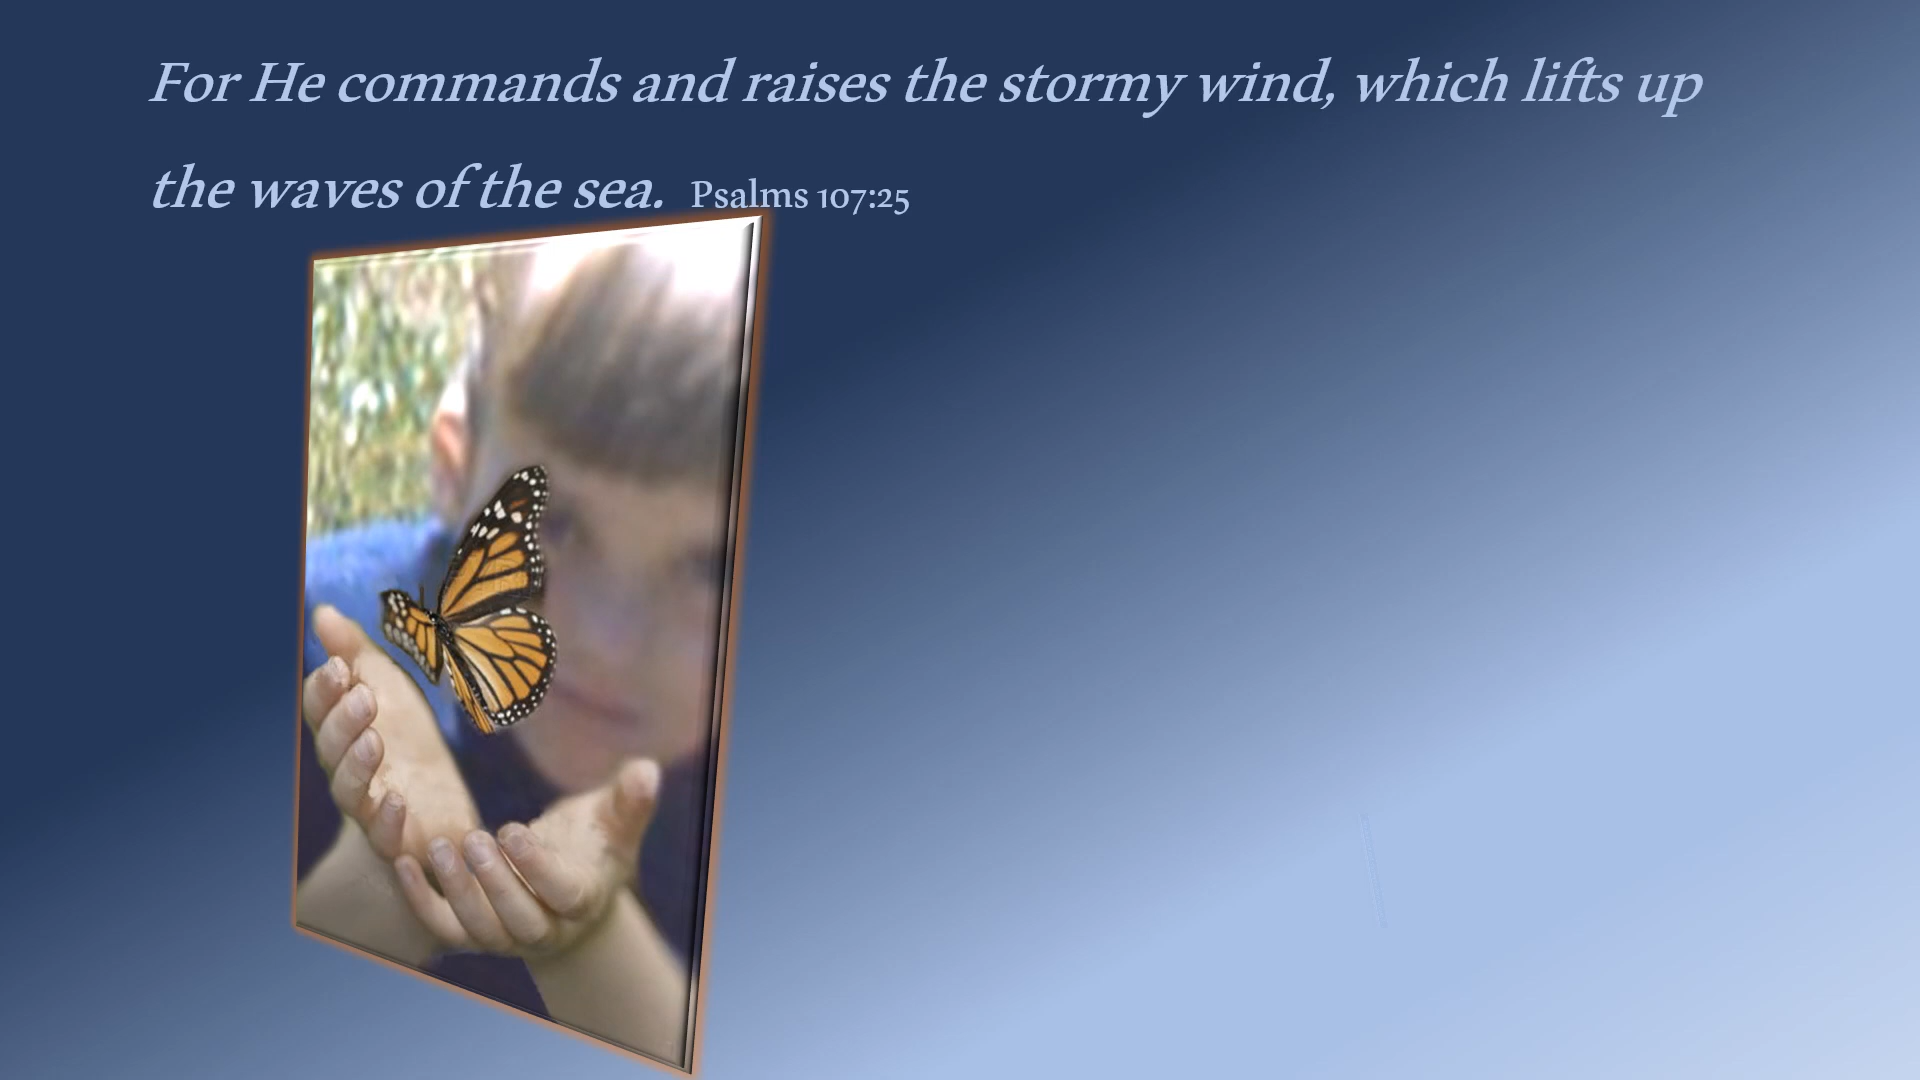 For He commands and raises the stormy wind, which lifts up
the waves of the sea. Psalms 107:25